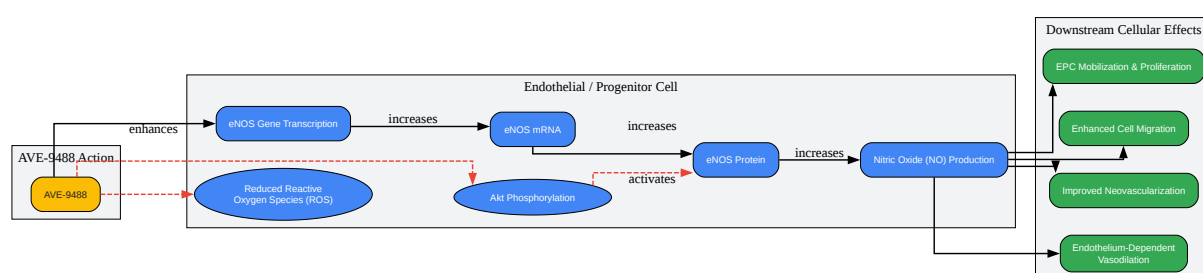 Downstream Cellular Effects
EPC Mobilization & Proliferation
Endothelial / Progenitor Cell
eNOS Gene Transcription
increases
eNOS mRNA
increases
Enhanced Cell Migration
enhances
AVE-9488 Action
eNOS Protein
increases
Nitric Oxide (NO) Production
AVE-9488
Reduced Reactive
Oxygen Species (ROS)
Akt Phosphorylation
activates
Improved Neovascularization
Endothelium-Dependent
Vasodilation